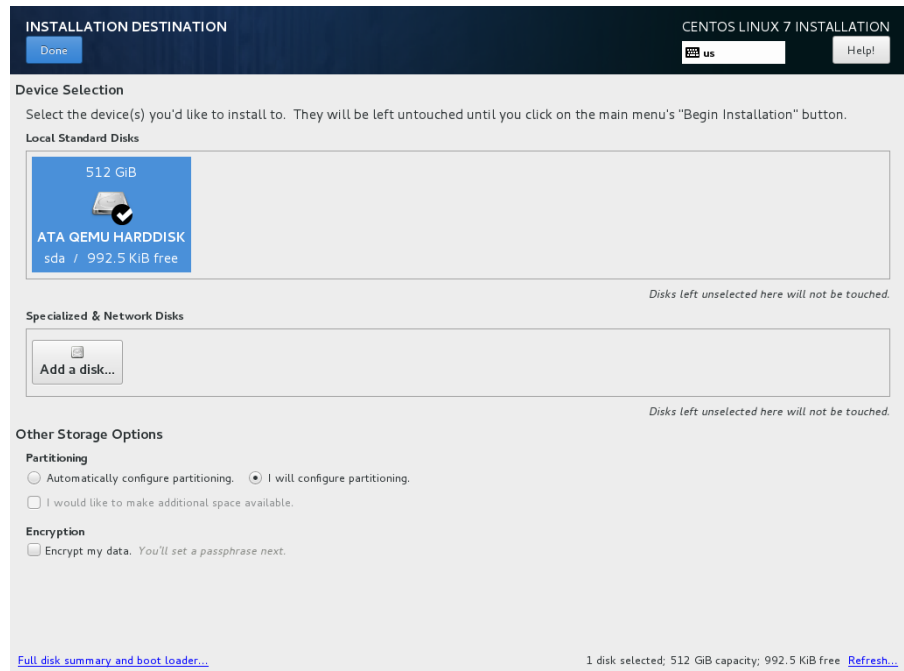 INSTALLATION DESTINATION
CENTOS LINUX 7 INSTALLATION
Done
us
Help!
Device Selection
Select the device(s) you'd like to install to. They will be left untouched until you click on the main menu's "Begin Installation" button.
Local Standard Disks
512 GiB
ATA QEMU HARDDISK
sda / 992.5 KiB free
Disks left unselected here will not be touched.
Specialized & Network Disks
Add a disk...
Disks left unselected here will not be touched.
Other Storage Options
Partitioning
Automatically configure partitioning. I will configure partitioning.
I would like to make additional space available.
Encryption
Encrypt my data. You'll set a passphrase next.
Full disk summary and boot loader...
1 disk selected; 512 GiB capacity; 992.5 KiB free Refresh...